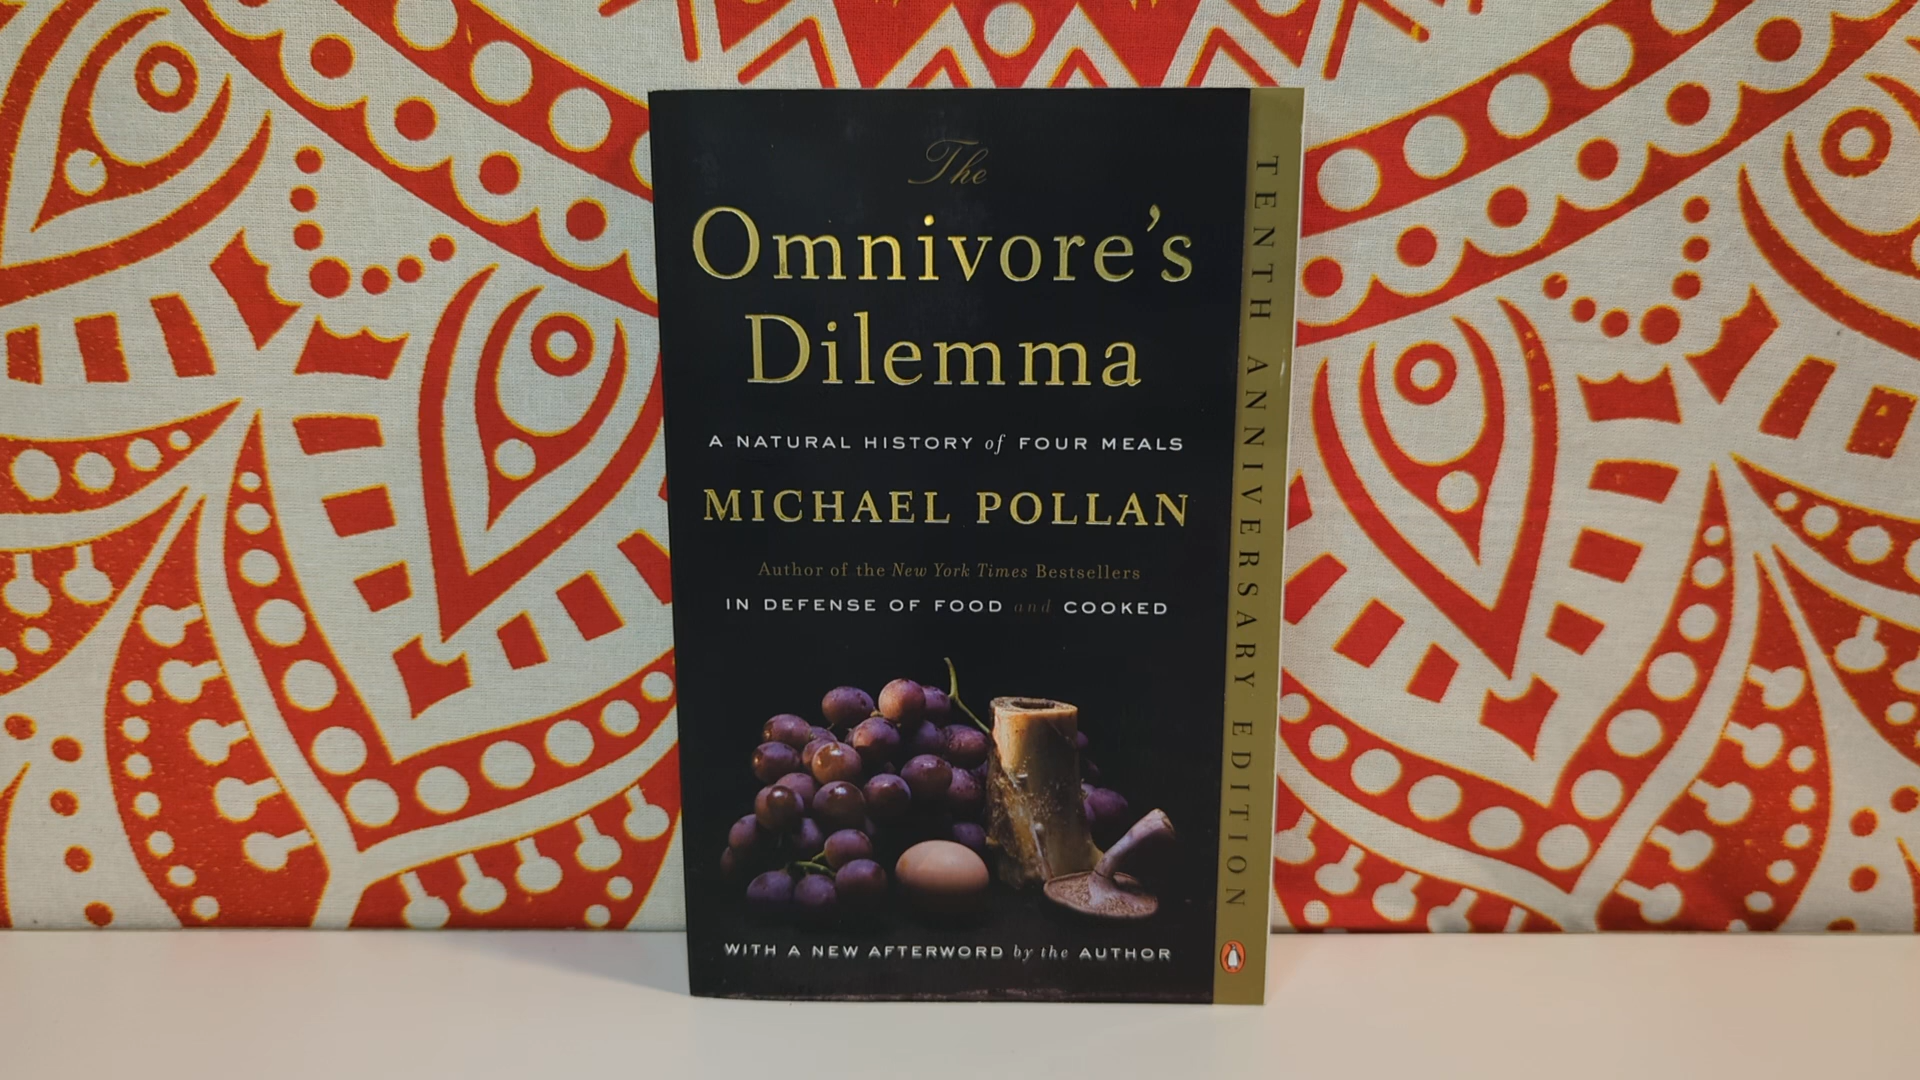 The
Omnivore's
Dilemma
A NATURAL HISTORY of FOUR MEALS
MICHAEL POLLAN
Author of the New York Times Bestsellers
IN DEFENSE OF FOOD and COOKED
WITH A NEW AFTERWORD by the AUTHOR
TENTH ANNIVERSARY EDITION